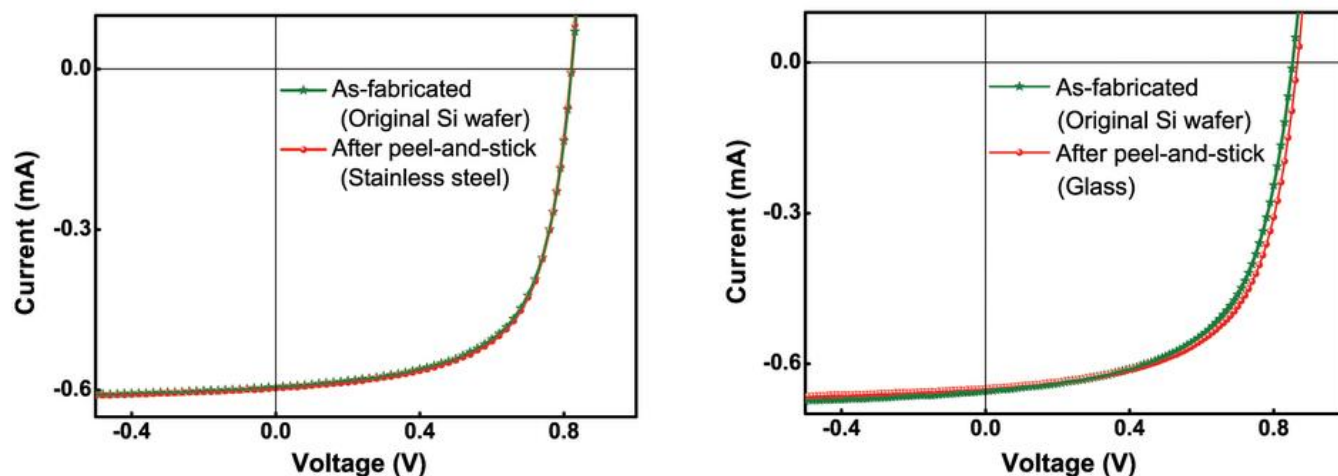 0.0
-0.3
-0.6
Current (mA)
As-fabricated
(Original Si wafer)
After peel-and-stick
(Stainless steel)
-0.4
0.0
0.4
0.8
Voltage (V)
0.0
-0.3
-0.6
Current (mA)
As-fabricated
(Original Si wafer)
After peel-and-stick
(Glass)
-0.4
0.0
0.4
0.8
Voltage (V)